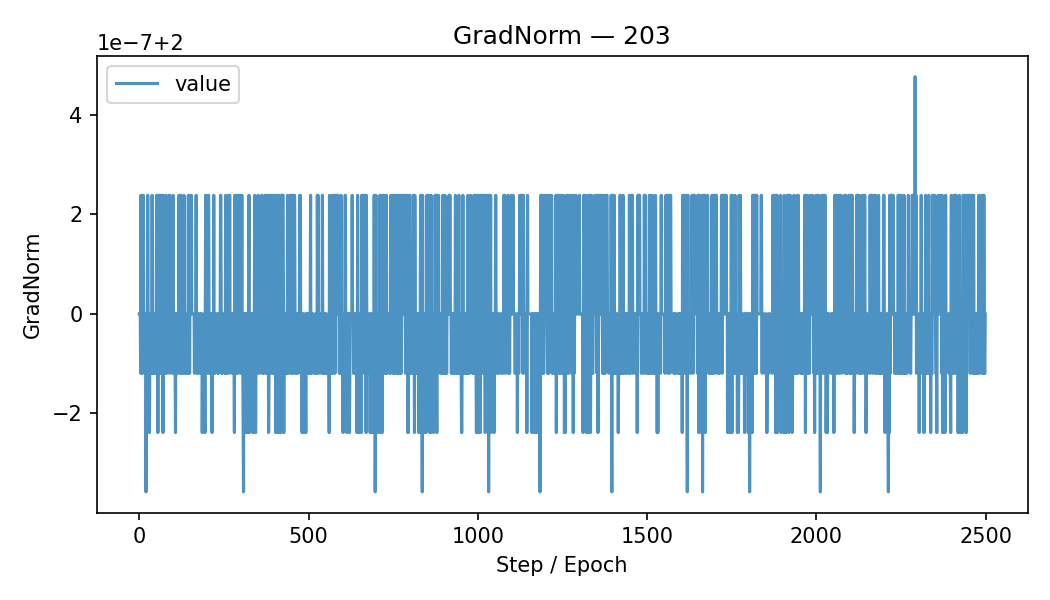 GradNorm — 203
1e−7+2
value
4
2
0
−2
GradNorm
0
500
1000
1500
2000
2500
Step / Epoch